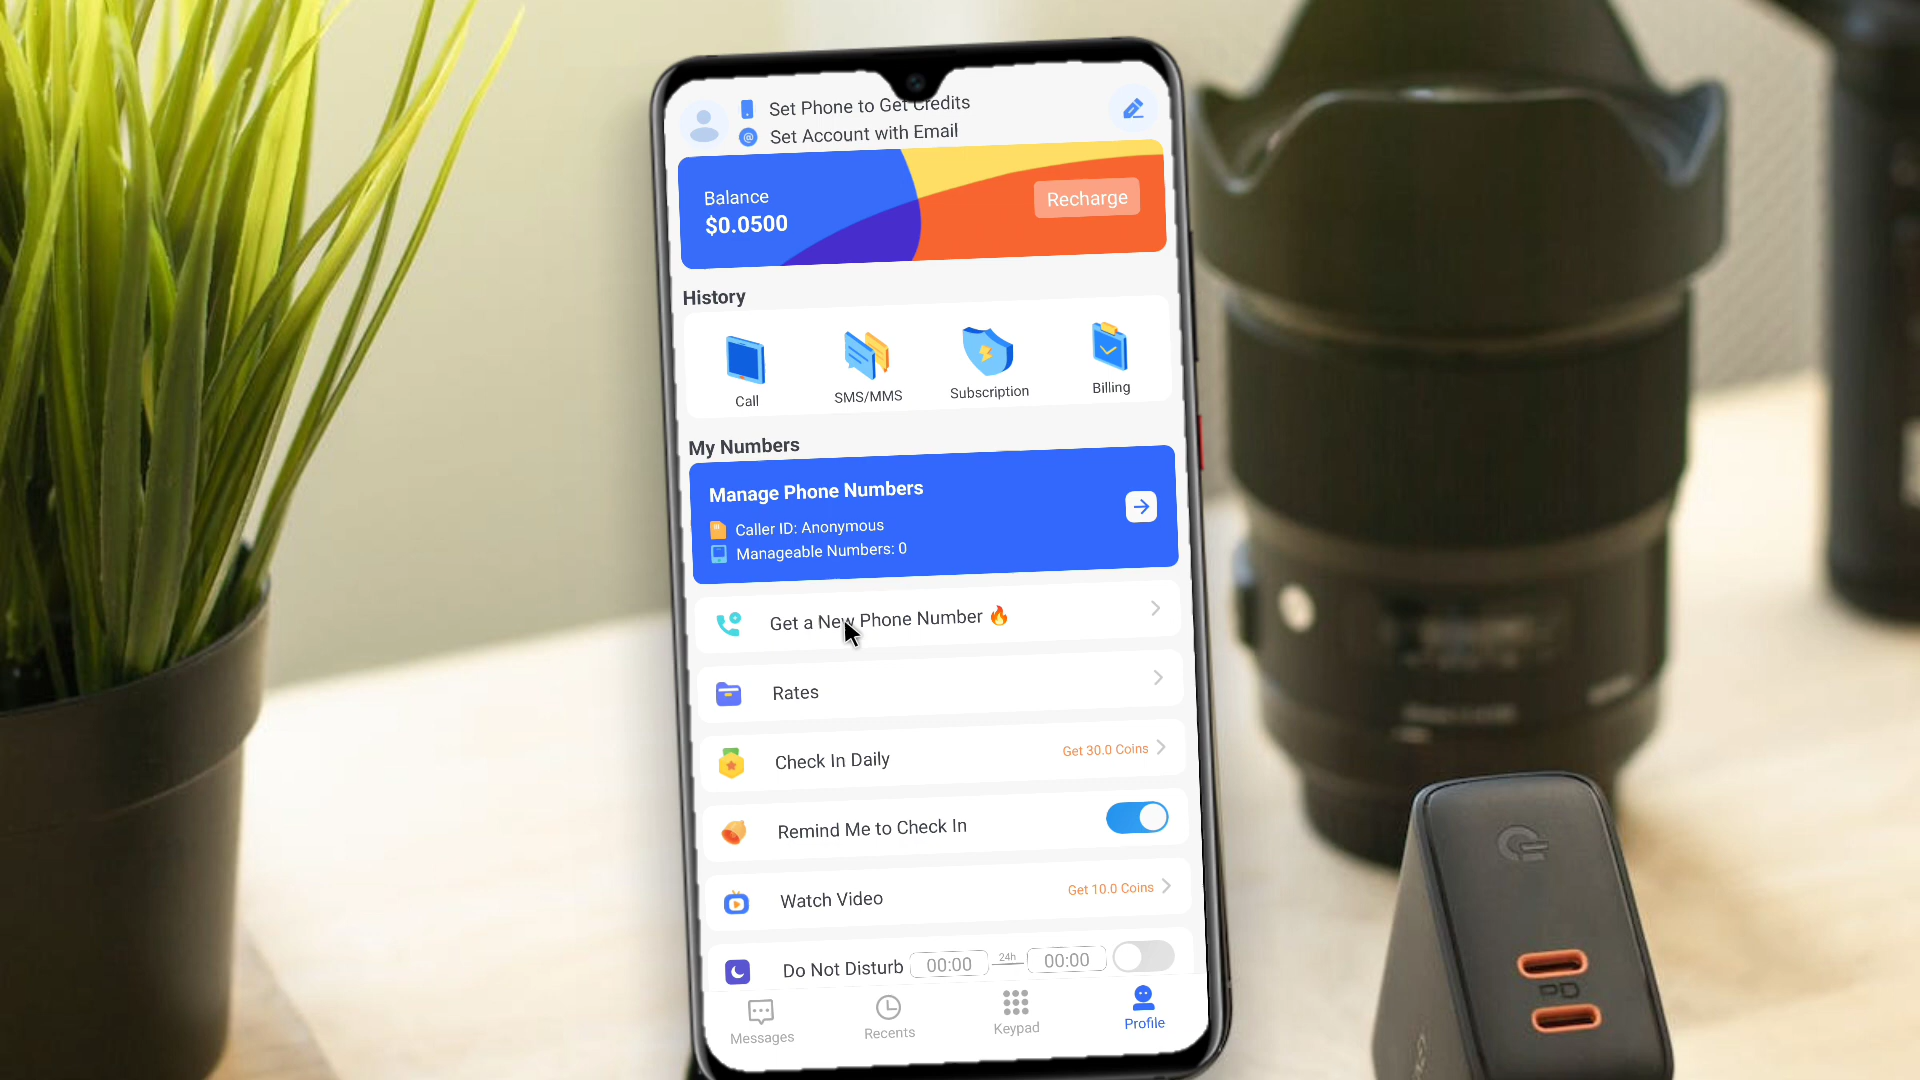 Set Phone to Get Credits
Set Account with Email
Balance
$0.0500
Recharge
History
Call
SMS/MMS
Subscription
Billing
My Numbers
Manage Phone Numbers
Caller ID: Anonymous
Manageable Numbers: 0
Get a New Phone Number 🔥
Rates
Check In Daily
Get 30.0 Coins
Remind Me to Check In
Watch Video
Get 10.0 Coins
Do Not Disturb
00:00
24h
00:00
Messages
Recents
Keypad
Profile
PD